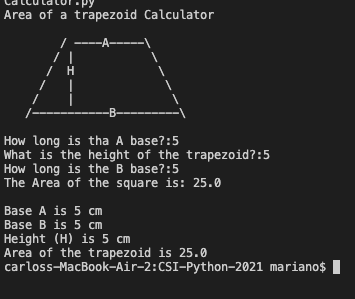 Calculator.py
Area of a trapezoid Calculator
/ ----A-----\
/ |            \
/  H             \
/   |              \
/    |               \
/-----------B---------\
How long is tha A base?:5
What is the height of the trapezoid?:5
How long is the B base?:5
The Area of the square is: 25.0
Base A is 5 cm
Base B is 5 cm
Height (H) is 5 cm
Area of the trapezoid is 25.0
carloss-MacBook-Air-2:CSI-Python-2021 mariano$